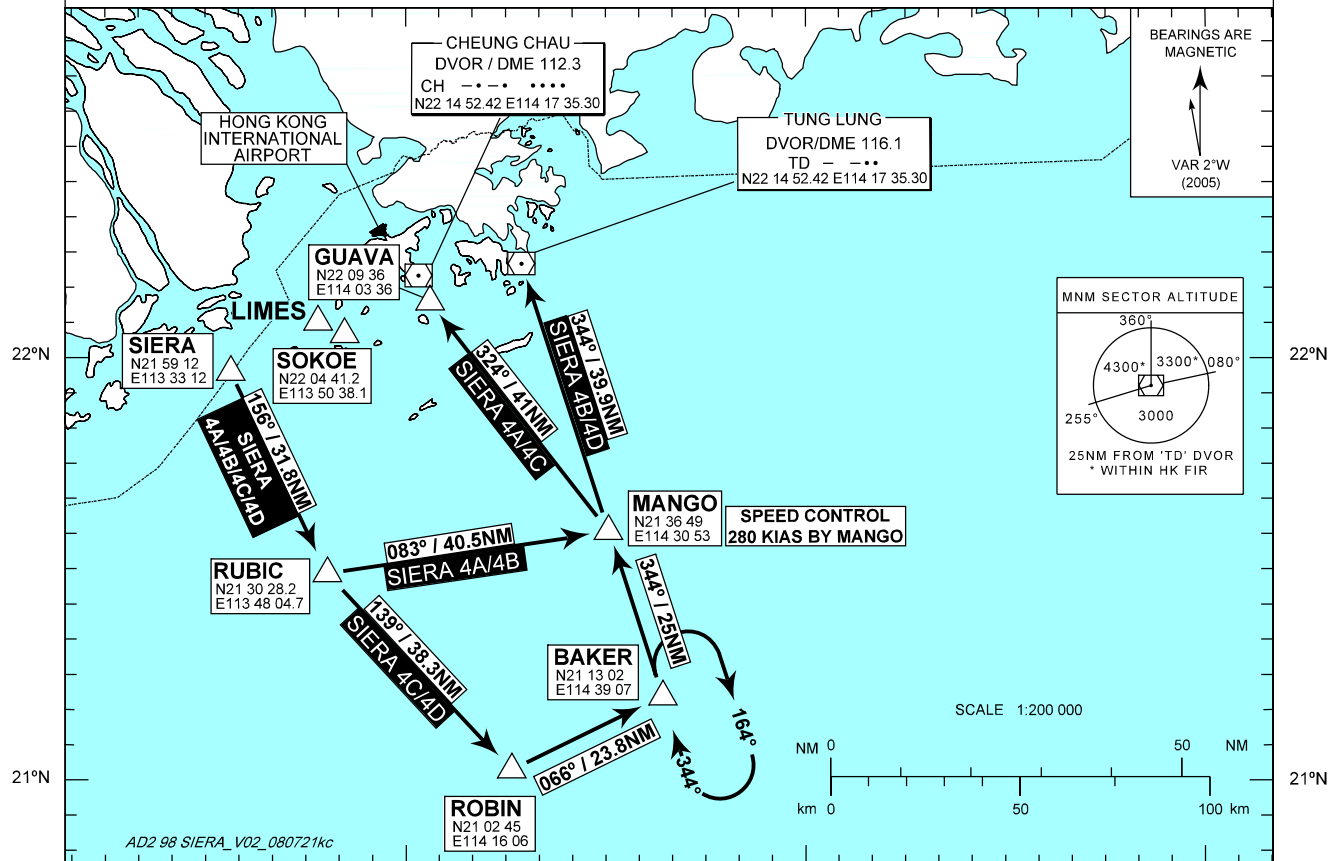 CHEUNG CHAU
DVOR / DME 112.3
CH –·–· ····
N22 14 52.42 E114 17 35.30
BEARINGS ARE
MAGNETIC
VAR 2°W
(2005)
HONG KONG
INTERNATIONAL
AIRPORT
TUNG LUNG
DVOR/DME 116.1
TD – –··
N22 14 52.42 E114 17 35.30
GUAVA
N22 09 36
E114 03 36
LIMES
SIERA
N21 59 12
E113 33 12
SOKOE
N22 04 41.2
E113 50 38.1
22°N
22°N
MNM SECTOR ALTITUDE
360°
4300*
3300*
080°
255°
3000
25NM FROM 'TD' DVOR
* WITHIN HK FIR
156º / 31.8NM
SIERA
4A/4B/4C/4D
324º / 41NM
SIERA 4A/4C
344º / 39.9NM
SIERA 4B/4D
MANGO
N21 36 49
E114 30 53
SPEED CONTROL
280 KIAS BY MANGO
083º / 40.5NM
SIERA 4A/4B
RUBIC
N21 30 28.2
E113 48 04.7
139º / 38.3NM
SIERA 4C/4D
344º / 25NM
BAKER
N21 13 02
E114 39 07
164°
344°
066º / 23.8NM
ROBIN
N21 02 45
E114 16 06
SCALE 1:200 000
NM 0 50 NM
km 0 50 100 km
21°N
21°N
AD2 98 SIERA_V02_080721kc